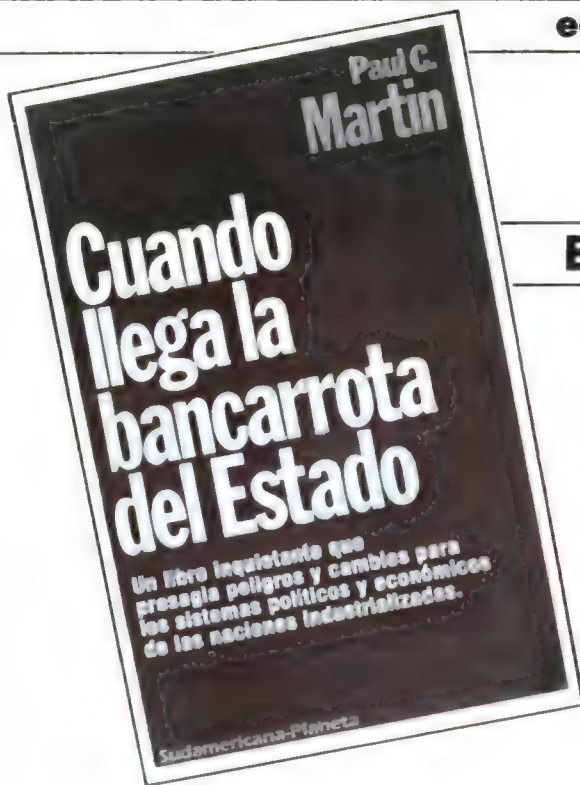 Paul C.
Martin
Cuando
llega la
bancarrota
del Estado
Un libro inquietante que
presagia peligros y cambios para
los sistemas políticos y económicos
de las naciones industrializadas.
Sudamericana-Planeta